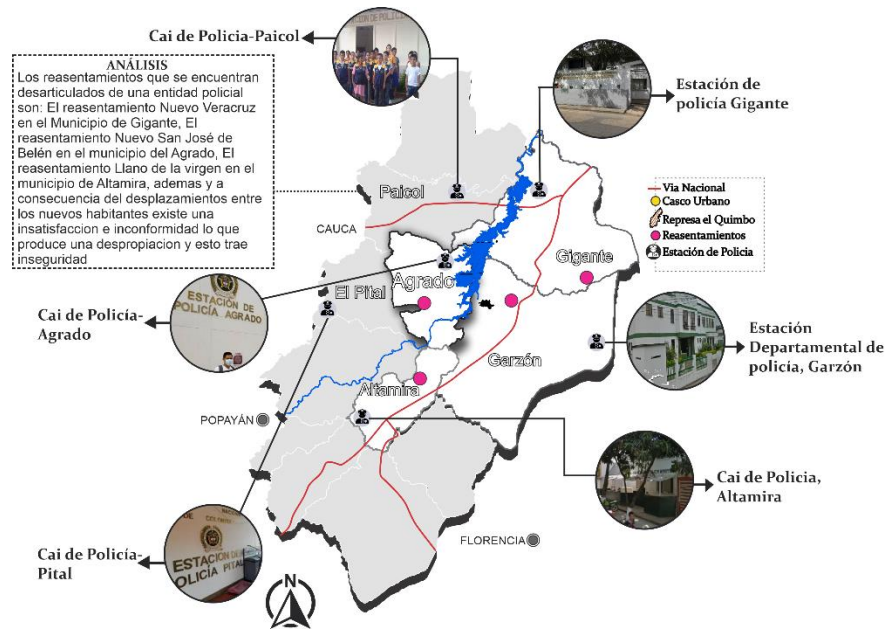 Cai de Policia-Paicol
ANÁLISIS
Los reasentamientos que se encuentran
desarticulados de una entidad policial
son: El reasentamiento Nuevo Veracruz
en el Municipio de Gigante, El
reasentamiento Nuevo San José de
Belén en el municipio del Agrado, El
reasentamiento Llano de la virgen en el
municipio de Altamira, ademas y a
consecuencia del desplazamientos entre
los nuevos habitantes existe una
insatisfaccion e inconformidad lo que
produce una despropiacion y esto trae
inseguridad
Estación de
policía Gigante
Via Nacional
Casco Urbano
Represa el Quimbo
Reasentamientos
Estación de Policia
Paicol
CAUCA
Gigante
Agrado
El Pital
ESTACIÓN DE
POLICÍA AGRADO
Cai de Policía-
Agrado
Estación
Departamental de
policía, Garzón
Garzón
Altamira
POPAYÁN
Cai de Policia,
Altamira
ESTACION DE
OLICÍA PITAL
Cai de Policía-
Pital
FLORENCIA
N